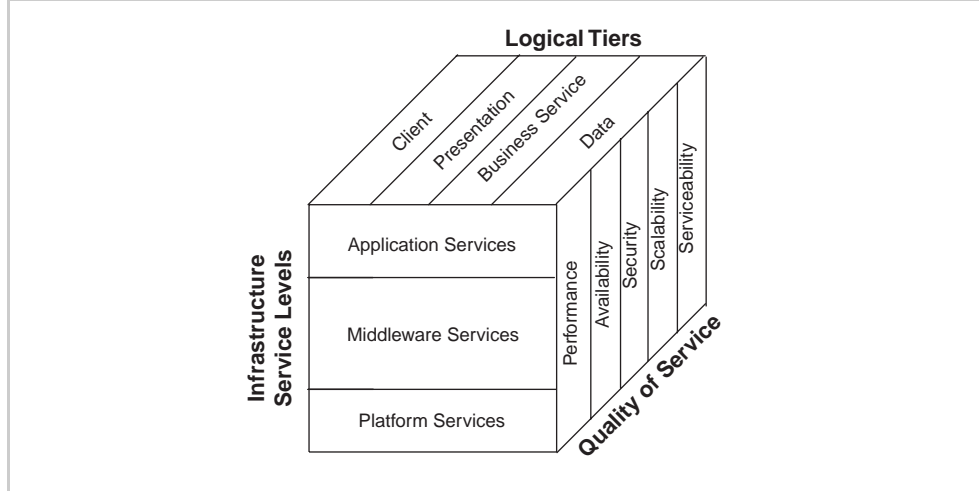 Logical Tiers
Client
Presentation
Business Service
Data
Infrastructure
Service Levels
Application Services
Middleware Services
Platform Services
Performance
Availability
Security
Scalability
Serviceability
Quality of Service